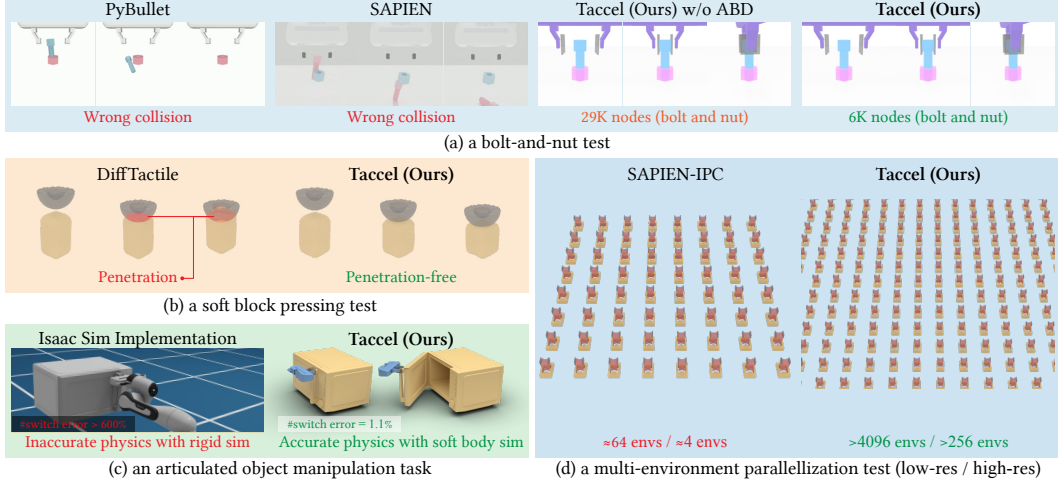 PyBullet
SAPIEN
Taccel (Ours) w/o ABD
Taccel (Ours)
Wrong collision
Wrong collision
29K nodes (bolt and nut)
6K nodes (bolt and nut)
(a) a bolt-and-nut test
DiffTactile
Taccel (Ours)
Penetration
Penetration-free
(b) a soft block pressing test
Isaac Sim Implementation
Taccel (Ours)
#switch error > 600%
#switch error = 1.1%
Inaccurate physics with rigid sim
Accurate physics with soft body sim
(c) an articulated object manipulation task
SAPIEN-IPC
Taccel (Ours)
≈64 envs / ≈4 envs
>4096 envs / >256 envs
(d) a multi-environment parallellization test (low-res / high-res)